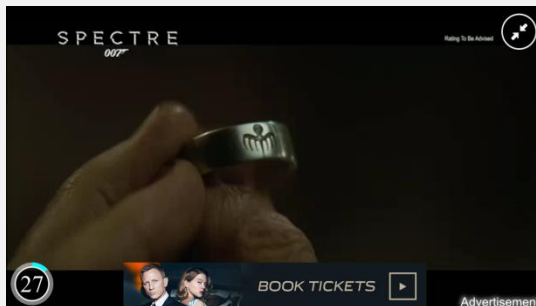 SPECTRE
007
Rating To Be Advised
27
BOOK TICKETS
Advertisemen